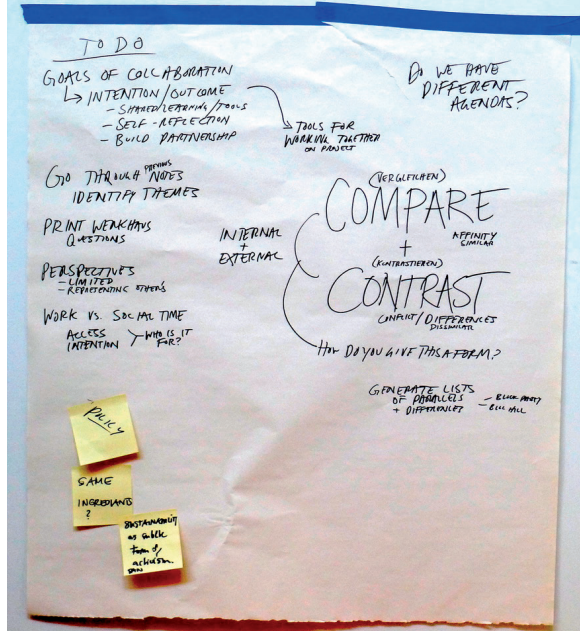 TO DO
GOALS OF COLLABORATION
INTENTION/OUTCOME
- SHARED/LEARNING/TOOLS
- SELF-REFLECTION
- BUILD PARTNERSHIP
TOOLS FOR
WORKING TOGETHER
ON PROJECT
DO WE HAVE
DIFFERENT
AGENDAS?
GO THROUGH PREVIOUS NOTES
IDENTIFY THEMES
PRINT WERKHAUS
QUESTIONS
PERSPECTIVES
- LIMITED
- REPRESENTING OTHERS
WORK VS. SOCIAL TIME
ACCESS
INTENTION
WHO IS IT
FOR?
INTERNAL
+
EXTERNAL
(VERGLEICHEN)
COMPARE
AFFINITY
SIMILAR
+
(KONTRASTIEREN)
CONTRAST
CONFLICT/DIFFERENCES
DISSIMILAR
HOW DO YOU GIVE THIS A FORM?
GENERATE LISTS
OF PARALLELS
+ DIFFERENCES
- BLOCK PARTY
POLICY
SAME
INGREDIANTS
?
SUSTAINABILITY
as public
form of
activism.